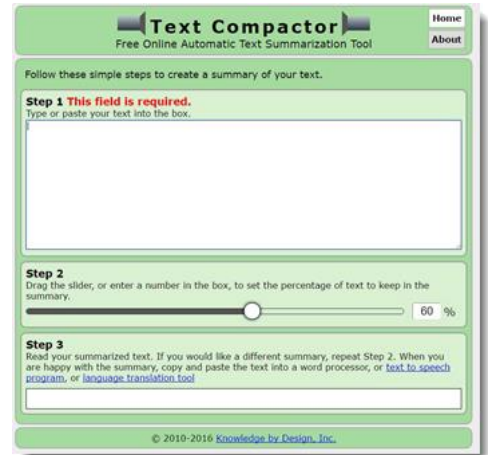 Text Compactor
Home
Free Online Automatic Text Summarization Tool
About
Follow these simple steps to create a summary of your text.
Step 1 This field is required.
Type or paste your text into the box.
Step 2
Drag the slider, or enter a number in the box, to set the percentage of text to keep in the
summary.
60 %
Step 3
Read your summarized text. If you would like a different summary, repeat Step 2. When you
are happy with the summary, copy and paste the text into a word processor, or text to speech
program, or language translation tool
© 2010-2016 Knowledge by Design, Inc.